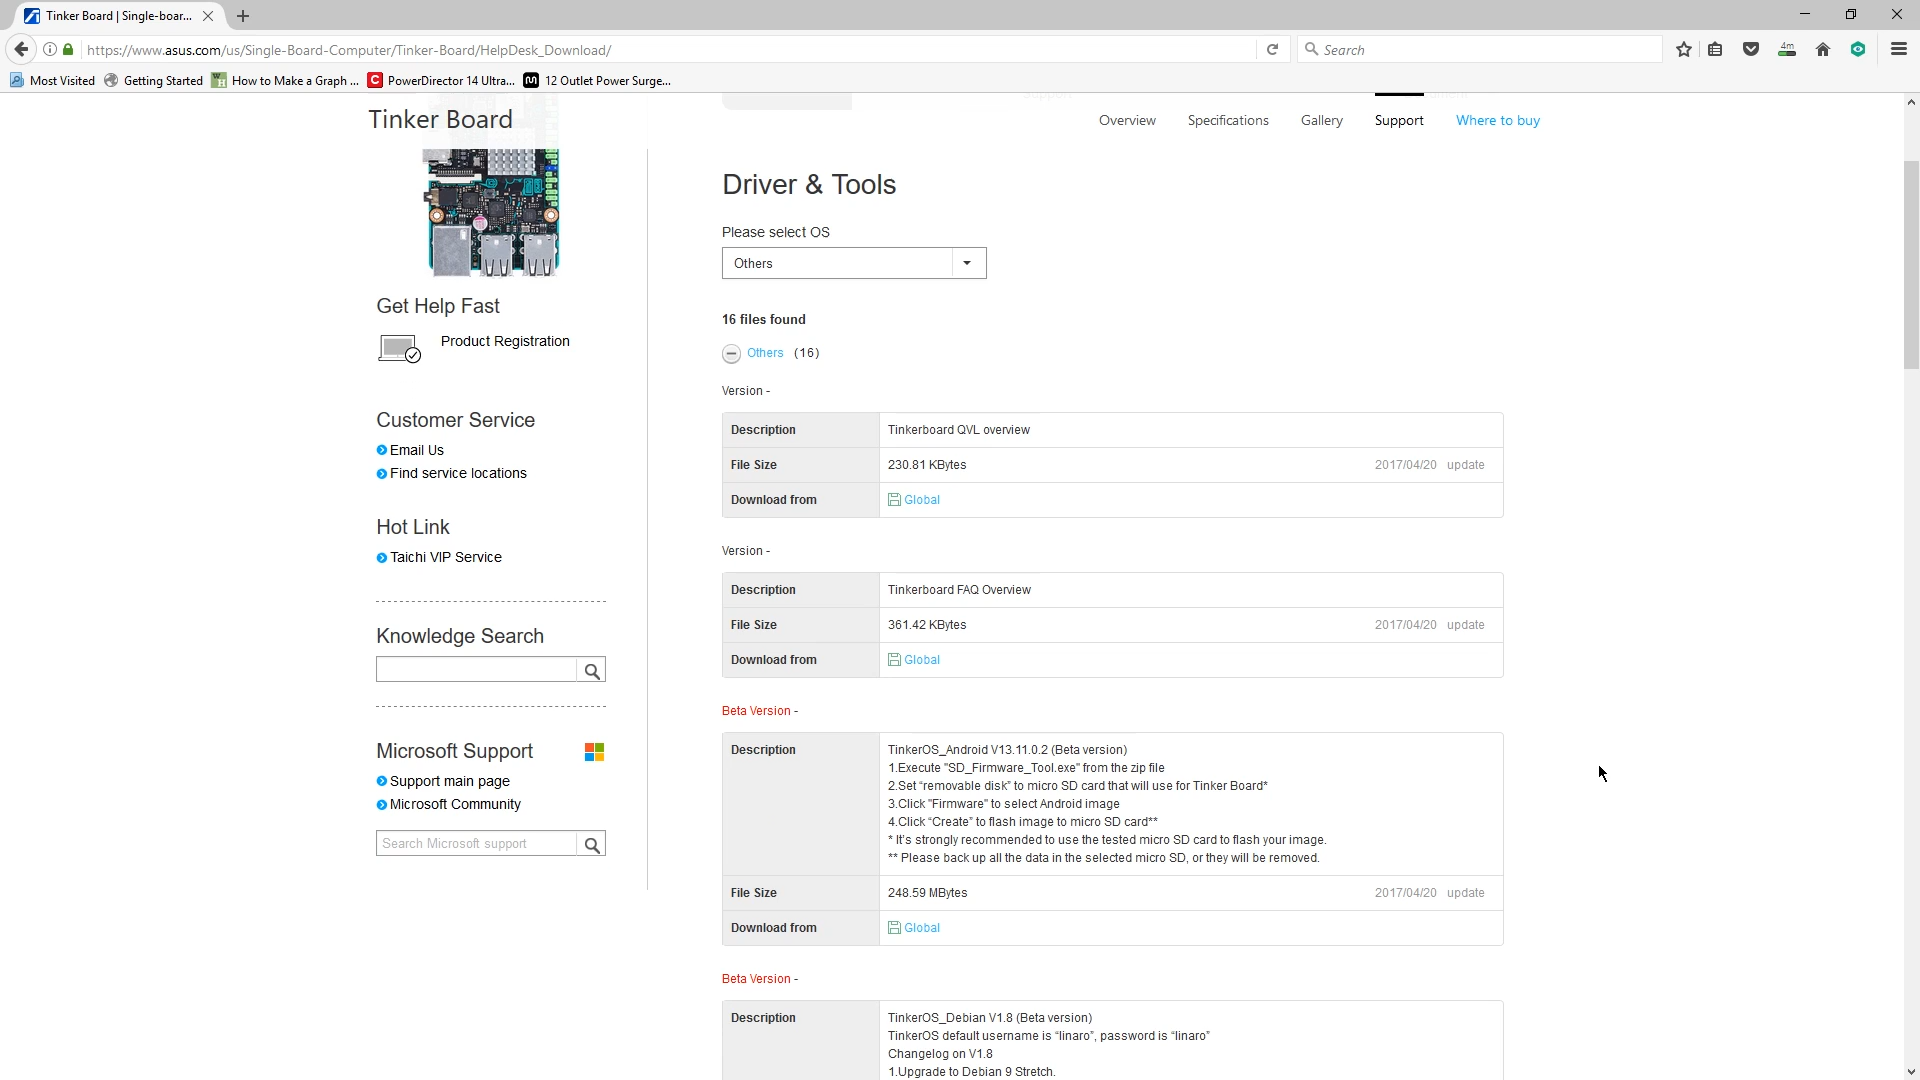 Tinker Board | Single-boar...
https://www.asus.com/us/Single-Board-Computer/Tinker-Board/HelpDesk_Download/
Search
4m
Most Visited
Getting Started
How to Make a Graph ...
PowerDirector 14 Ultra...
12 Outlet Power Surge...
Tinker Board
Overview
Specifications
Gallery
Support
Where to buy
Get Help Fast
Product Registration
Customer Service
Email Us
Find service locations
Hot Link
Taichi VIP Service
Knowledge Search
Microsoft Support
Support main page
Microsoft Community
Search Microsoft support
Driver & Tools
Please select OS
Others
16 files found
Others (16)
Version -
Description Tinkerboard QVL overview
File Size 230.81 KBytes 2017/04/20 update
Download from Global
Version -
Description Tinkerboard FAQ Overview
File Size 361.42 KBytes 2017/04/20 update
Download from Global
Beta Version -
Description TinkerOS_Android V13.11.0.2 (Beta version)
1.Execute "SD_Firmware_Tool.exe" from the zip file
2.Set “removable disk” to micro SD card that will use for Tinker Board*
3.Click "Firmware" to select Android image
4.Click “Create” to flash image to micro SD card**
* It’s strongly recommended to use the tested micro SD card to flash your image.
** Please back up all the data in the selected micro SD, or they will be removed.
File Size 248.59 MBytes 2017/04/20 update
Download from Global
Beta Version -
Description TinkerOS_Debian V1.8 (Beta version)
TinkerOS default username is “linaro”, password is “linaro”
Changelog on V1.8
1.Upgrade to Debian 9 Stretch.